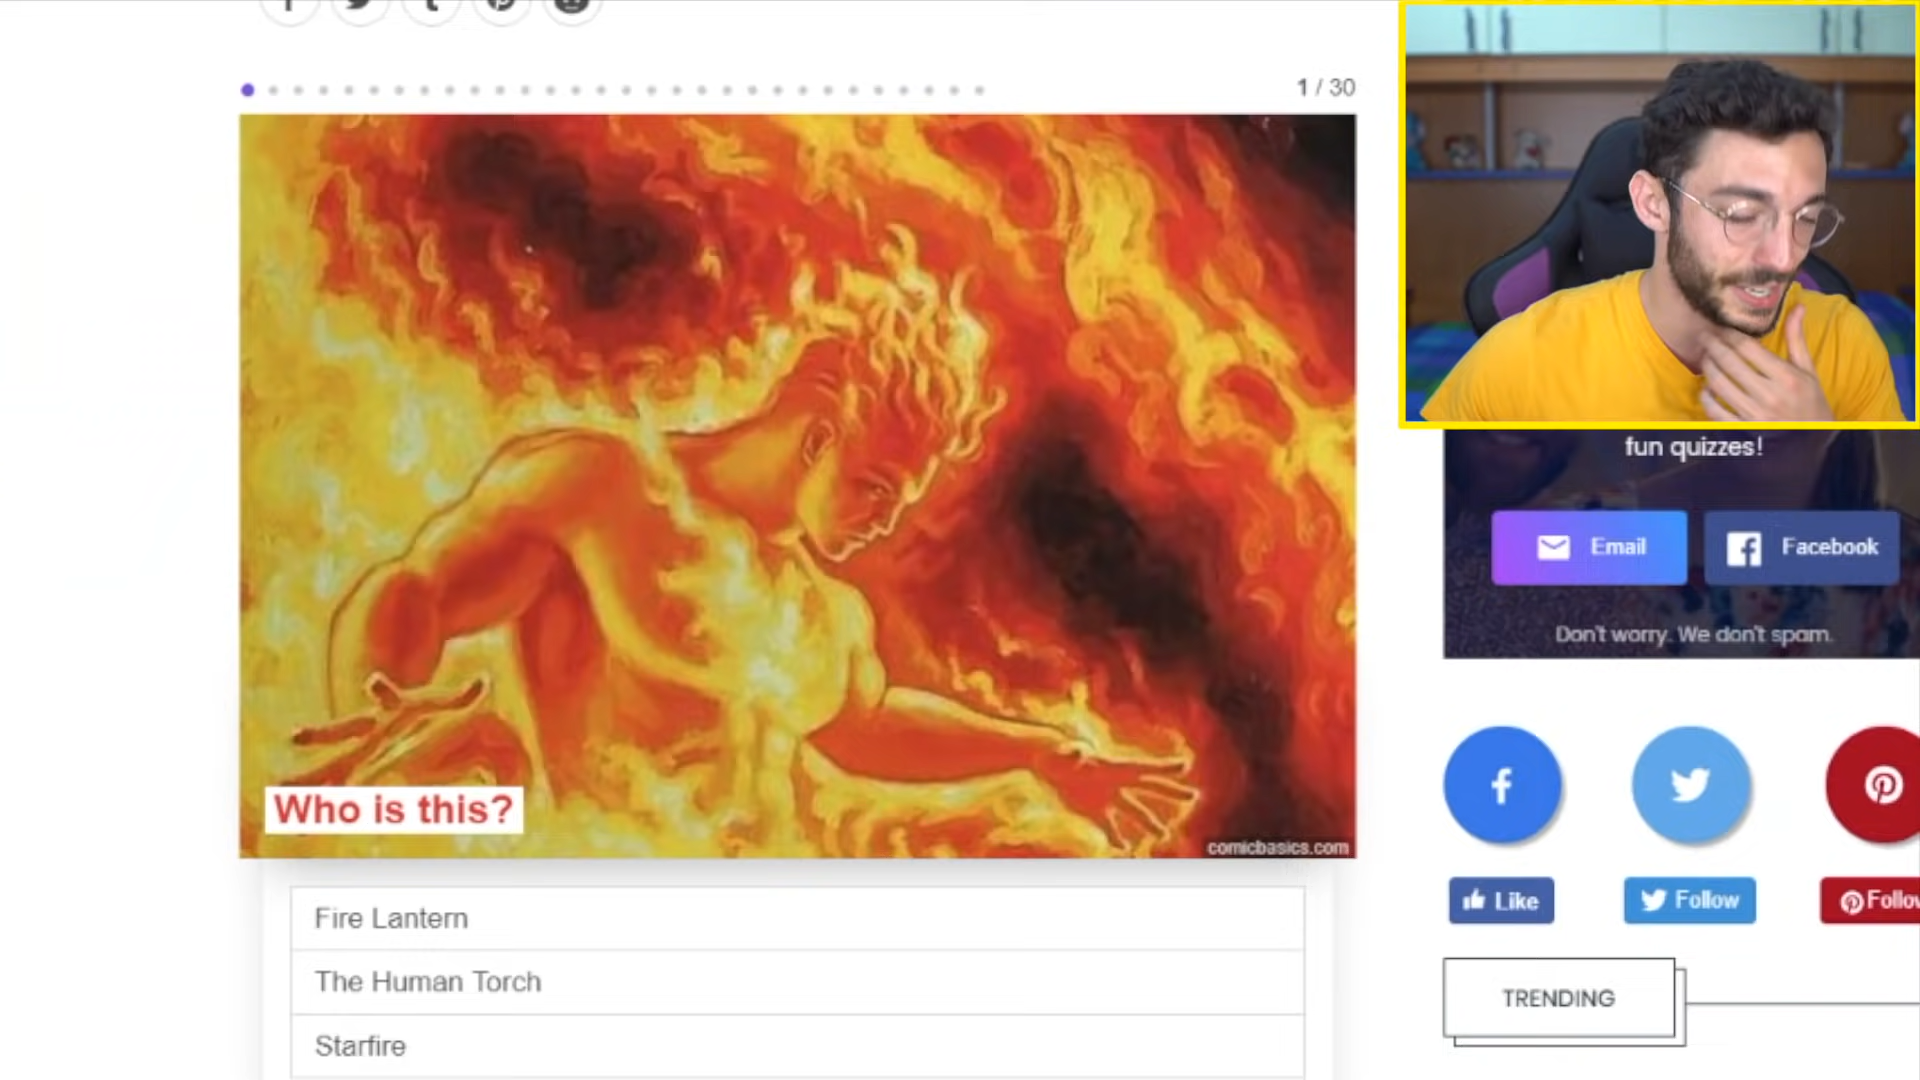 1 / 30
Who is this?
comicbasics.com
Fire Lantern
The Human Torch
Starfire
fun quizzes!
Email
Facebook
Don't worry. We don't spam.
Like
Follow
Follow
TRENDING